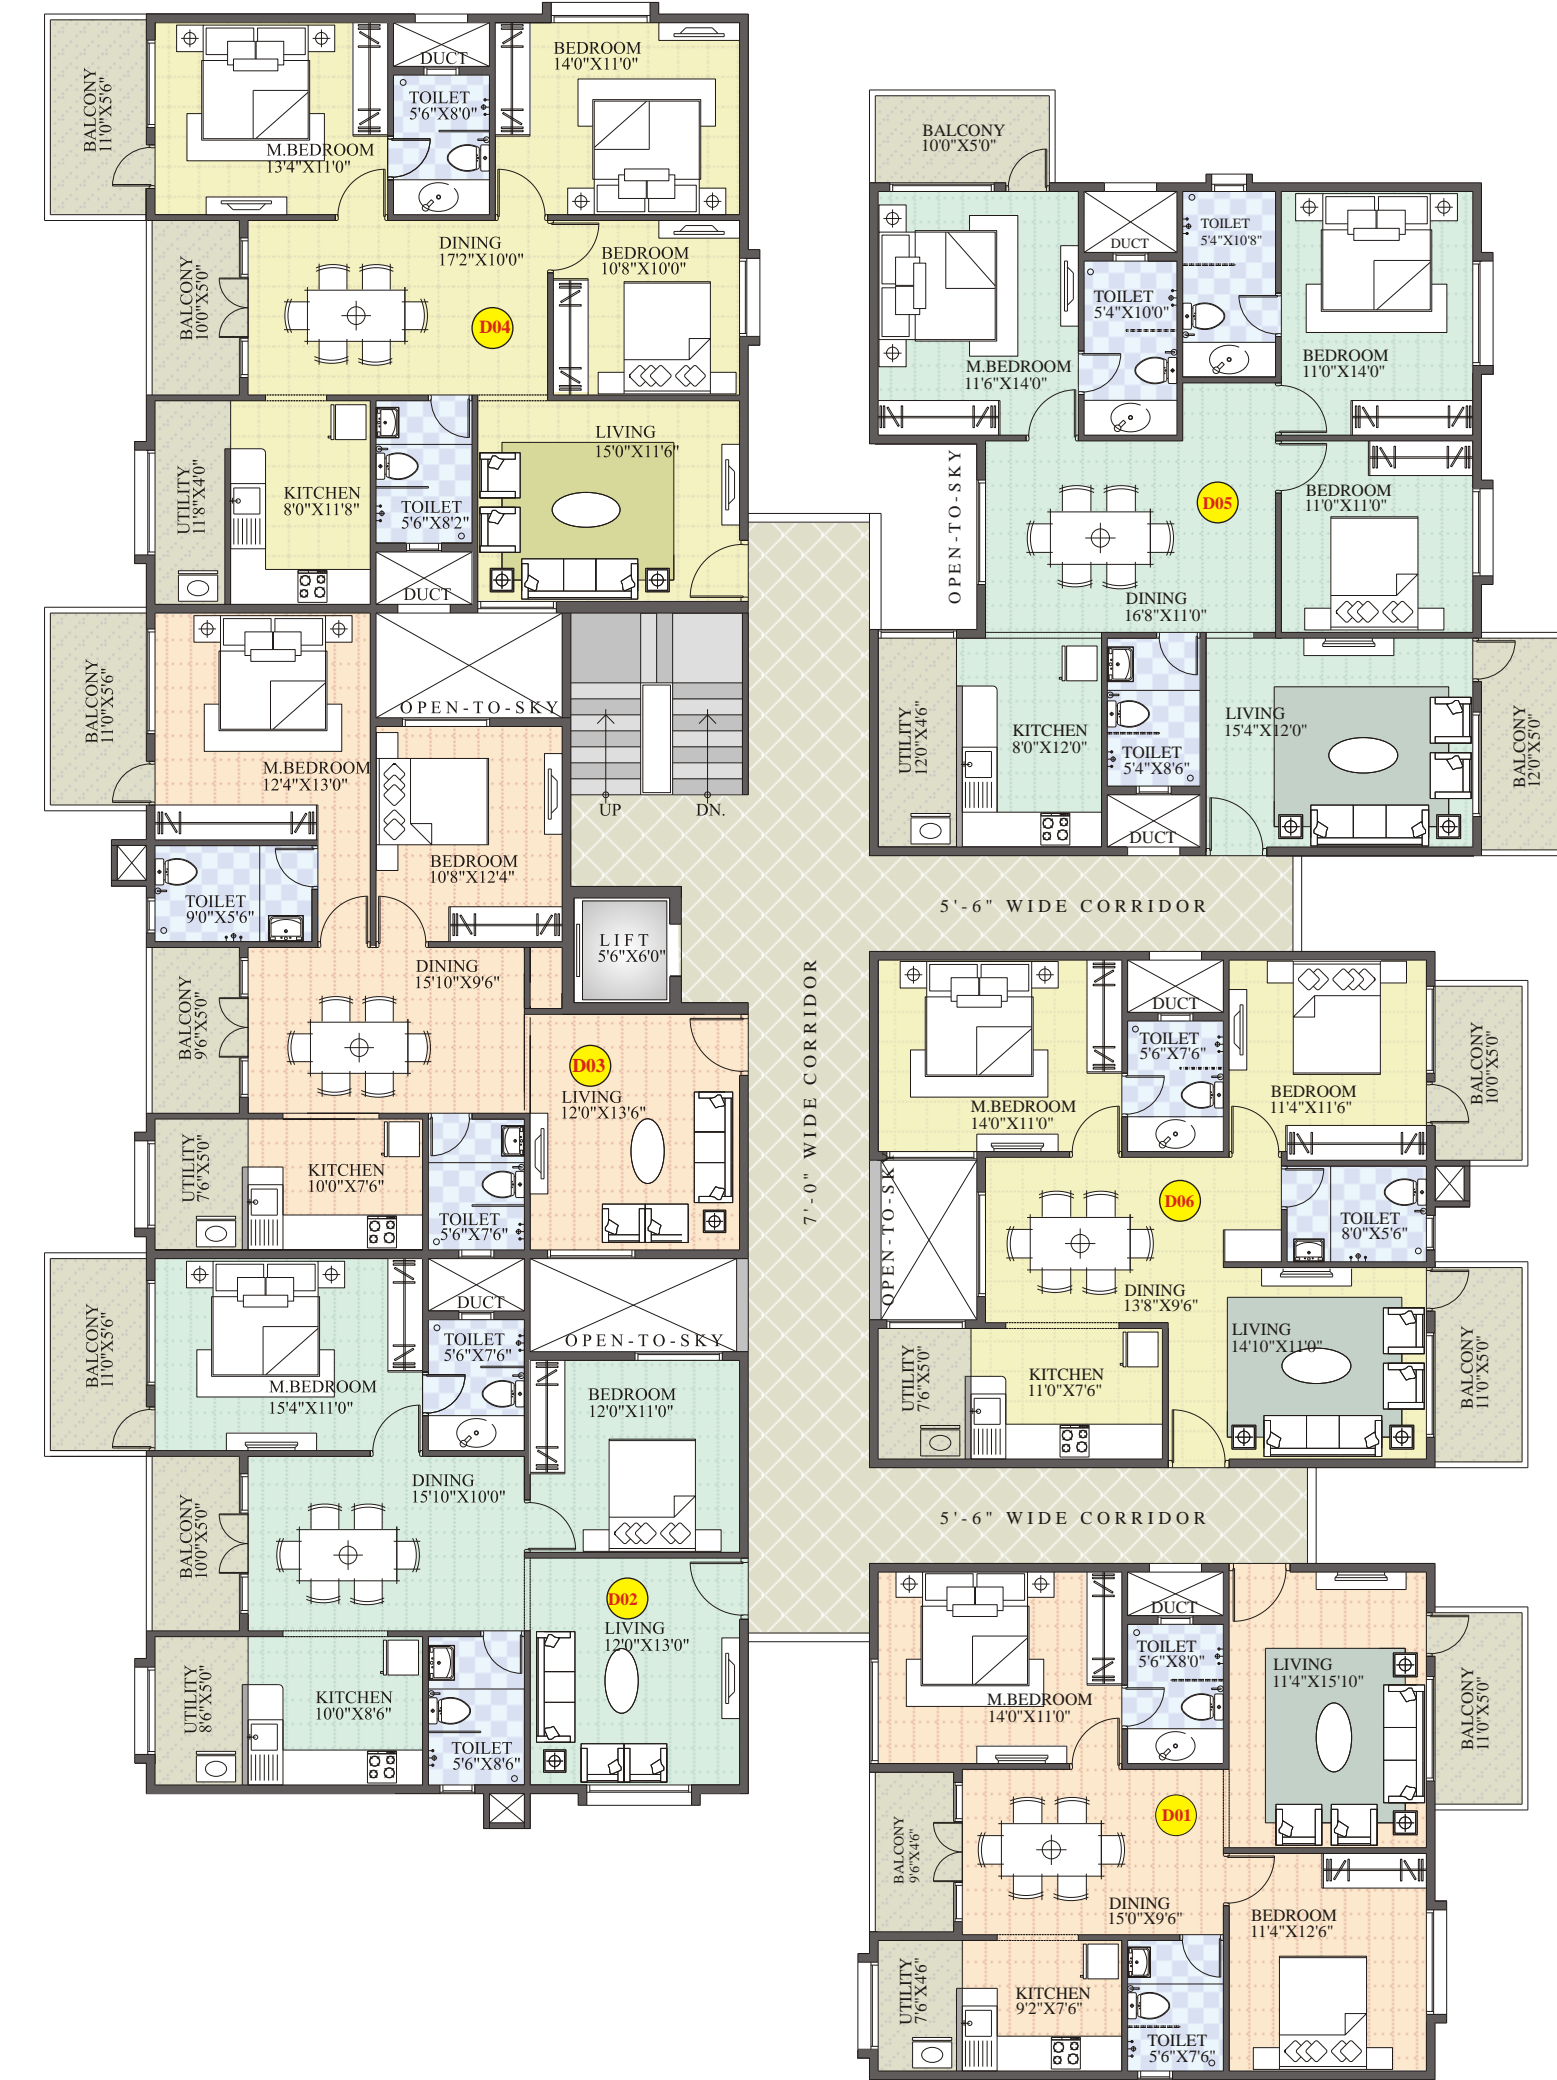 BALCONY
11'0"X5'6"
M.BEDROOM
13'4"X11'0"
DUCT
TOILET
5'6"X8'0"
BEDROOM
14'0"X11'0"
BALCONY
10'0"X5'0"
DINING
17'2"X10'0"
BEDROOM
10'8"X10'0"
D04
UTILITY
11'8"X4'0"
KITCHEN
8'0"X11'8"
TOILET
5'6"X8'2"
DUCT
LIVING
15'0"X11'6"
BALCONY
11'0"X5'6"
M.BEDROOM
12'4"X13'0"
OPEN-TO-SKY
UP
DN.
BEDROOM
10'8"X12'4"
TOILET
9'0"X5'6"
LIFT
5'6"X6'0"
BALCONY
9'6"X5'0"
DINING
15'10"X9'6"
D03
LIVING
12'0"X13'6"
UTILITY
7'6"X5'0"
KITCHEN
10'0"X7'6"
TOILET
5'6"X7'6"
BALCONY
11'0"X5'6"
M.BEDROOM
15'4"X11'0"
DUCT
TOILET
5'6"X7'6"
OPEN-TO-SKY
BEDROOM
12'0"X11'0"
BALCONY
10'0"X5'0"
DINING
15'10"X10'0"
D02
LIVING
12'0"X13'0"
UTILITY
8'6"X5'0"
KITCHEN
10'0"X8'6"
TOILET
5'6"X8'6"
7'-0" WIDE CORRIDOR
BALCONY
10'0"X5'0"
M.BEDROOM
11'6"X14'0"
DUCT
TOILET
5'4"X10'0"
TOILET
5'4"X10'8"
BEDROOM
11'0"X14'0"
OPEN-TO-SKY
D05
BEDROOM
11'0"X11'0"
DINING
16'8"X11'0"
UTILITY
12'0"X4'6"
KITCHEN
8'0"X12'0"
TOILET
5'4"X8'6"
DUCT
LIVING
15'4"X12'0"
BALCONY
12'0"X5'0"
5'-6" WIDE CORRIDOR
M.BEDROOM
14'0"X11'0"
DUCT
TOILET
5'6"X7'6"
BEDROOM
11'4"X11'6"
BALCONY
10'0"X5'0"
OPEN-TO-SKY
D06
TOILET
8'0"X5'6"
DINING
13'8"X9'6"
LIVING
14'10"X11'0"
BALCONY
11'0"X5'0"
UTILITY
7'6"X5'0"
KITCHEN
11'0"X7'6"
5'-6" WIDE CORRIDOR
M.BEDROOM
14'0"X11'0"
DUCT
TOILET
5'6"X8'0"
LIVING
11'4"X15'10"
BALCONY
11'0"X5'0"
BALCONY
9'6"X4'6"
D01
DINING
15'0"X9'6"
BEDROOM
11'4"X12'6"
UTILITY
7'6"X4'6"
KITCHEN
9'2"X7'6"
TOILET
5'6"X7'6"